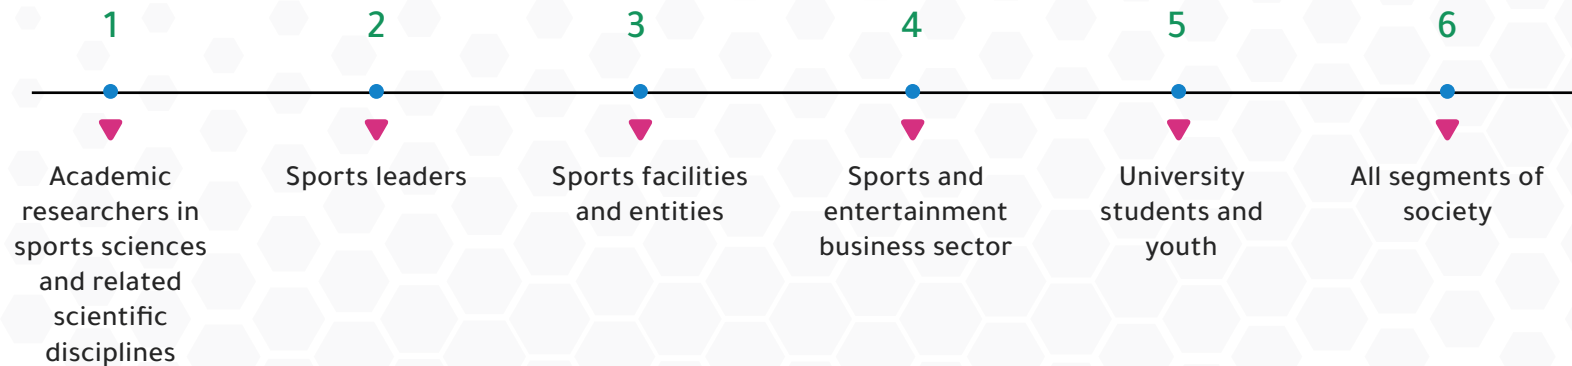 1
Academic
researchers in
sports sciences
and related
scientific
disciplines
2
Sports leaders
3
Sports facilities
and entities
4
Sports and
entertainment
business sector
5
University
students and
youth
6
All segments of
society